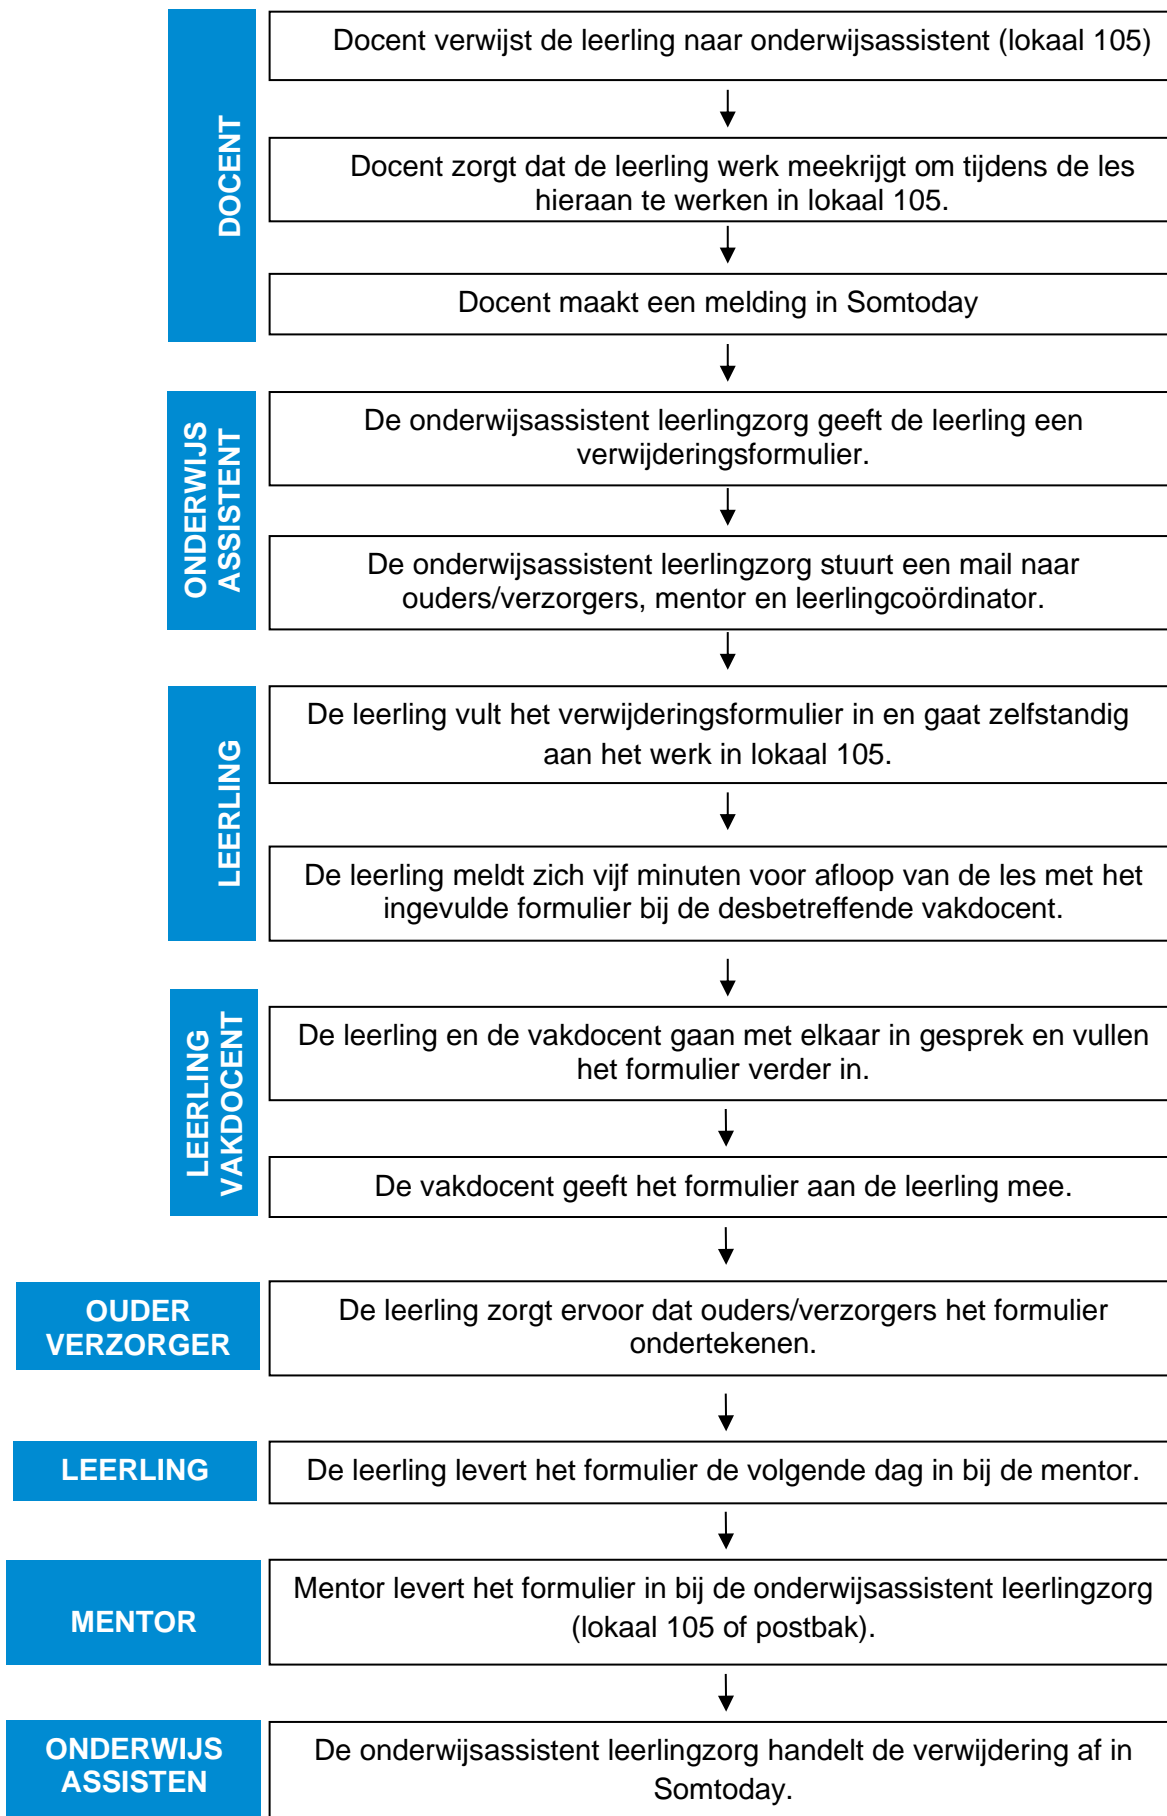 DOCENT
Docent verwijst de leerling naar onderwijsassistent (lokaal 105)
Docent zorgt dat de leerling werk meekrijgt om tijdens de les
hieraan te werken in lokaal 105.
Docent maakt een melding in Somtoday
ONDERWIJS
ASSISTENT
De onderwijsassistent leerlingzorg geeft de leerling een
verwijderingsformulier.
De onderwijsassistent leerlingzorg stuurt een mail naar
ouders/verzorgers, mentor en leerlingcoördinator.
LEERLING
De leerling vult het verwijderingsformulier in en gaat zelfstandig
aan het werk in lokaal 105.
De leerling meldt zich vijf minuten voor afloop van de les met het
ingevulde formulier bij de desbetreffende vakdocent.
LEERLING
VAKDOCENT
De leerling en de vakdocent gaan met elkaar in gesprek en vullen
het formulier verder in.
De vakdocent geeft het formulier aan de leerling mee.
OUDER
VERZORGER
De leerling zorgt ervoor dat ouders/verzorgers het formulier
ondertekenen.
LEERLING
De leerling levert het formulier de volgende dag in bij de mentor.
MENTOR
Mentor levert het formulier in bij de onderwijsassistent leerlingzorg
(lokaal 105 of postbak).
ONDERWIJS
ASSISTEN
De onderwijsassistent leerlingzorg handelt de verwijdering af in
Somtoday.